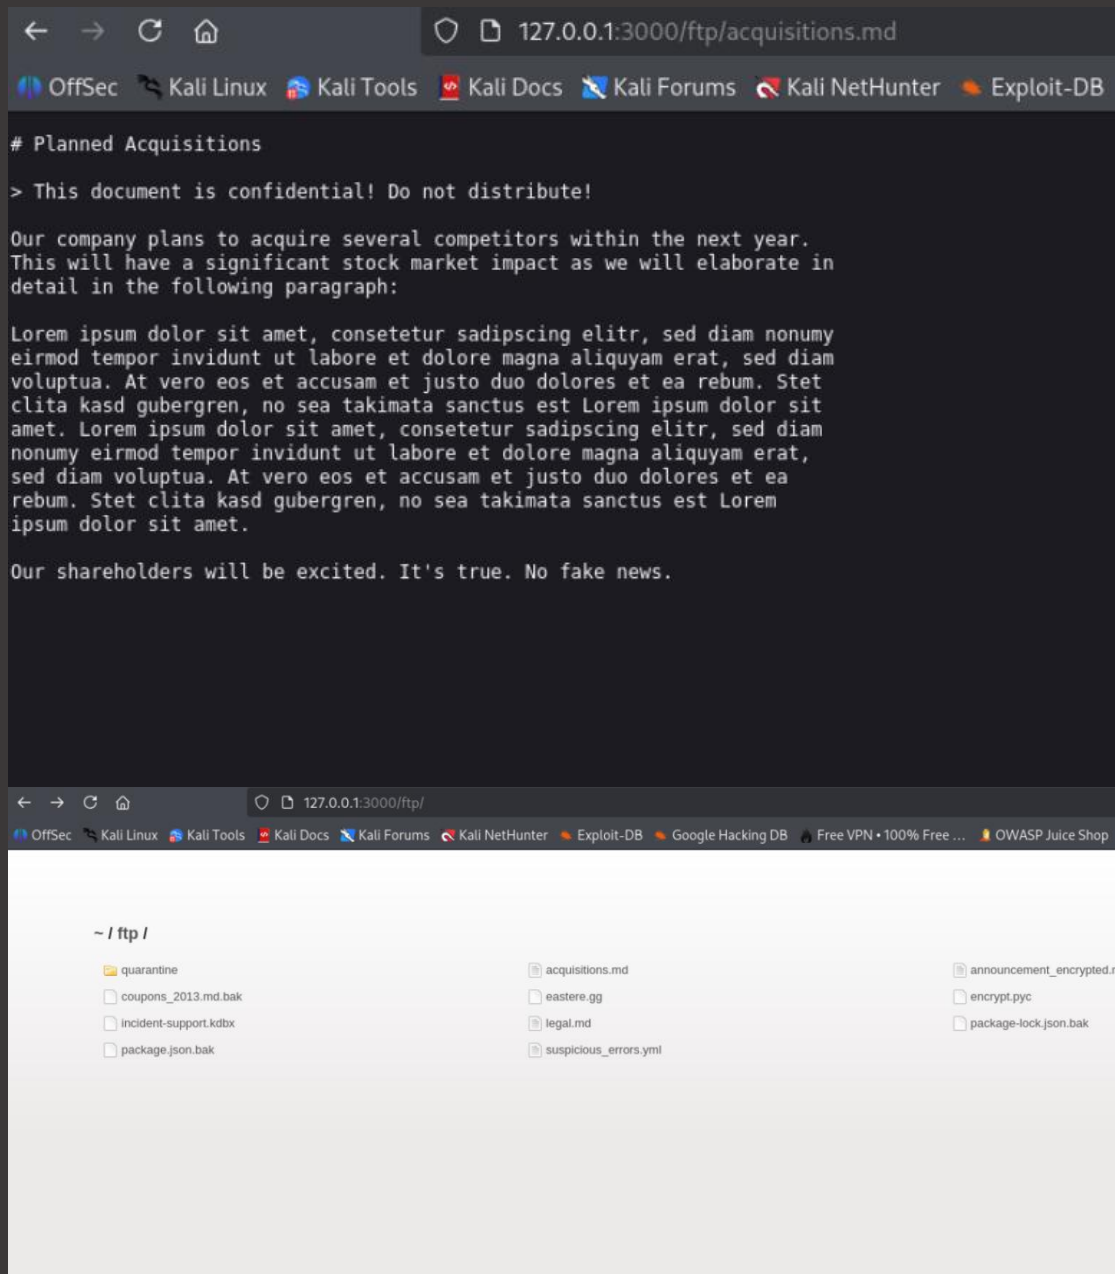 127.0.0.1:3000/ftp/acquisitions.md
OffSec Kali Linux Kali Tools Kali Docs Kali Forums Kali NetHunter Exploit-DB
# Planned Acquisitions
> This document is confidential! Do not distribute!
Our company plans to acquire several competitors within the next year.
This will have a significant stock market impact as we will elaborate in
detail in the following paragraph:
Lorem ipsum dolor sit amet, consetetur sadipscing elitr, sed diam nonumy
eirmod tempor invidunt ut labore et dolore magna aliquyam erat, sed diam
voluptua. At vero eos et accusam et justo duo dolores et ea rebum. Stet
clita kasd gubergren, no sea takimata sanctus est Lorem ipsum dolor sit
amet. Lorem ipsum dolor sit amet, consetetur sadipscing elitr, sed diam
nonumy eirmod tempor invidunt ut labore et dolore magna aliquyam erat,
sed diam voluptua. At vero eos et accusam et justo duo dolores et ea
rebum. Stet clita kasd gubergren, no sea takimata sanctus est Lorem
ipsum dolor sit amet.
Our shareholders will be excited. It's true. No fake news.
127.0.0.1:3000/ftp/
OffSec Kali Linux Kali Tools Kali Docs Kali Forums Kali NetHunter Exploit-DB Google Hacking DB Free VPN • 100% Free ... OWASP Juice Shop
~ / ftp /
quarantine acquisitions.md announcement_encrypted.
coupons_2013.md.bak eastere.gg encrypt.pyc
incident-support.kdbx legal.md package-lock.json.bak
package.json.bak suspicious_errors.yml